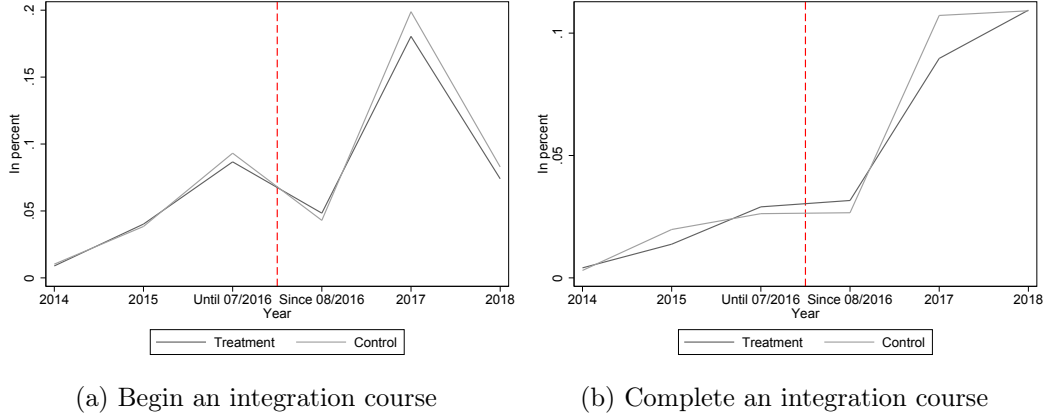 In percent
.2
.15
.1
.05
0
2014 2015 Until 07/2016 Since 08/2016 2017 2018
Year
Treatment Control
(a) Begin an integration course
In percent
.1
.05
0
2014 2015 Until 07/2016 Since 08/2016 2017 2018
Year
Treatment Control
(b) Complete an integration course